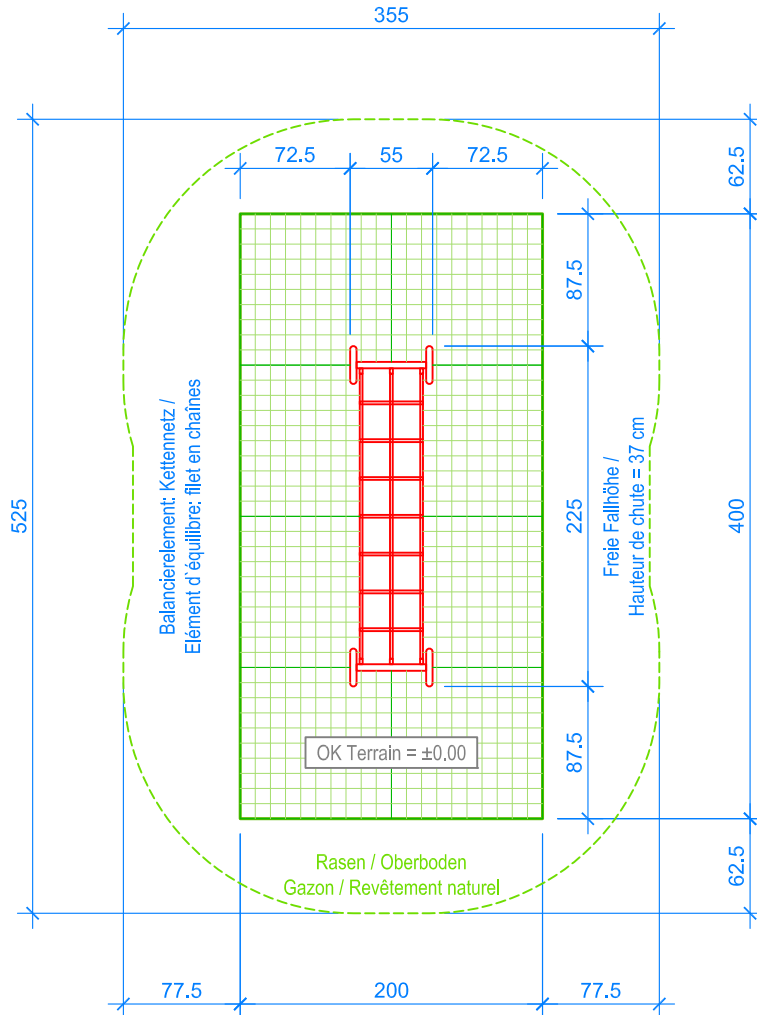 355
72.5 55 72.5
62.5
87.5
Balancierelement: Kettennetz /
Elément d`équilibre: filet en chaînes
525
225
Freie Fallhöhe /
Hauteur de chute = 37 cm
400
OK Terrain = ±0.00
87.5
Rasen / Oberboden
Gazon / Revêtement naturel
62.5
77.5 200 77.5